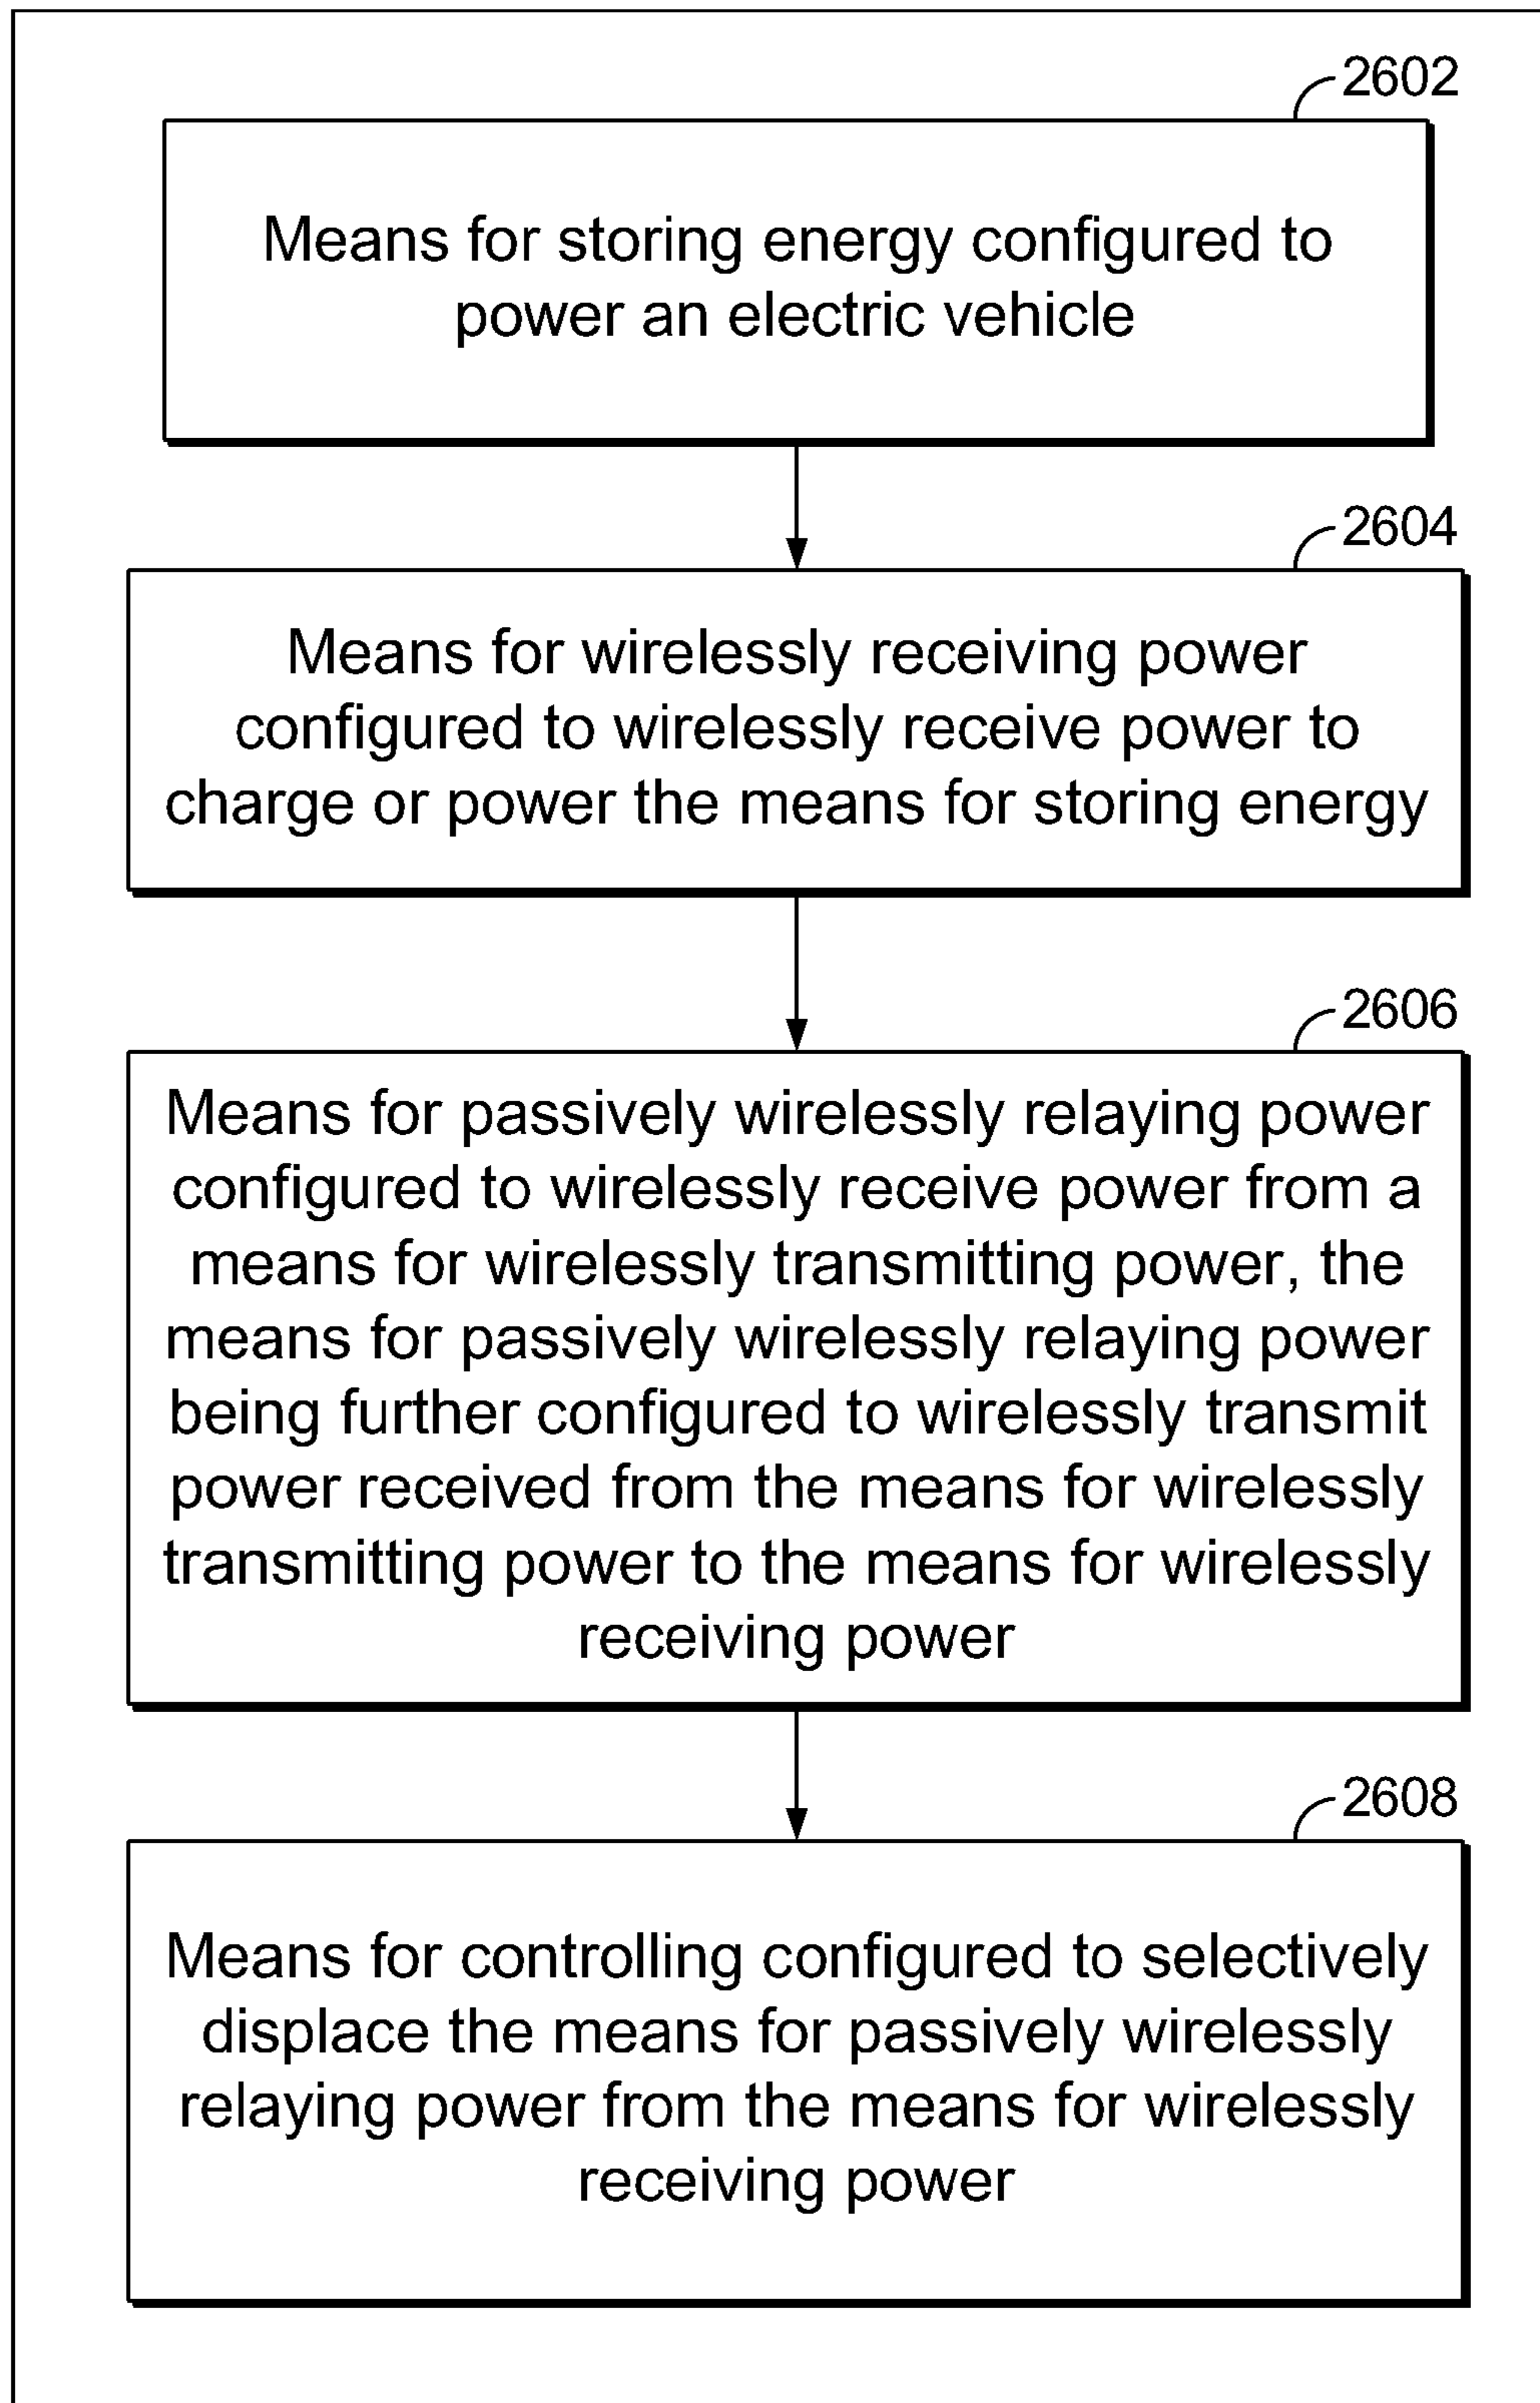 2602
Means for storing energy configured to
power an electric vehicle
2604
Means for wirelessly receiving power
configured to wirelessly receive power to
charge or power the means for storing energy
2606
Means for passively wirelessly relaying power
configured to wirelessly receive power from a
means for wirelessly transmitting power, the
means for passively wirelessly relaying power
being further configured to wirelessly transmit
power received from the means for wirelessly
transmitting power to the means for wirelessly
receiving power
2608
Means for controlling configured to selectively
displace the means for passively wirelessly
relaying power from the means for wirelessly
receiving power